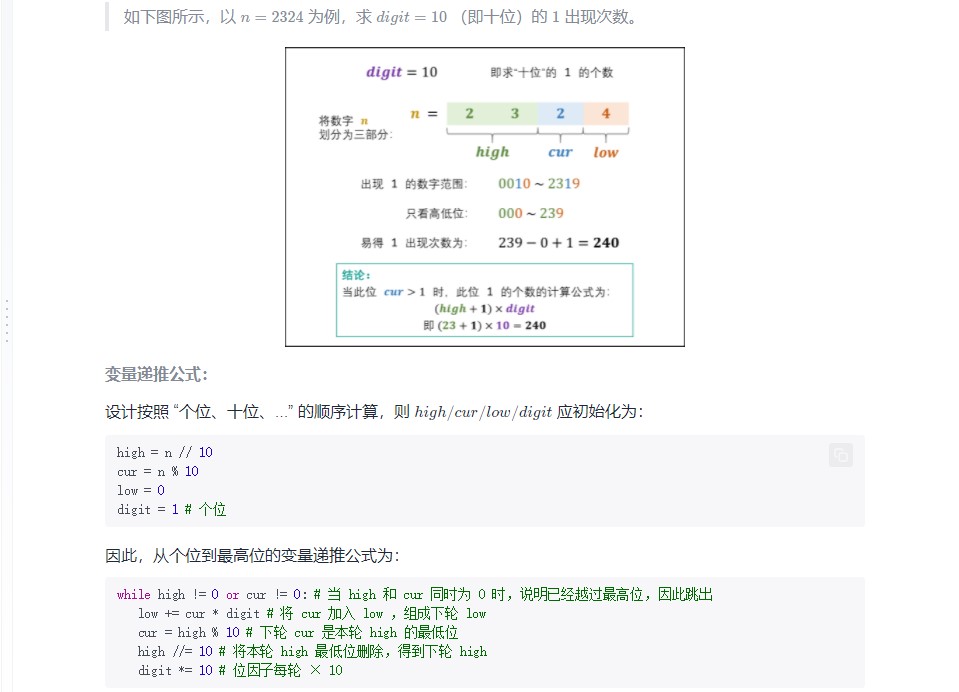 如下图所示，以 n = 2324 为例，求 digit = 10 （即十位）的 1 出现次数。
digit = 10 即求“十位”的 1 的个数
将数字 n
划分为三部分:
n = 2 3 2 4
high cur low
出现 1 的数字范围: 0010 ~ 2319
只看高低位: 000 ~ 239
易得 1 出现次数为: 239 − 0 + 1 = 240
结论:
当此位 cur > 1 时, 此位 1 的个数的计算公式为:
(high + 1) × digit
即 (23 + 1) × 10 = 240
变量递推公式：
设计按照 “个位、十位、...” 的顺序计算，则 high/cur/low/digit 应初始化为：
high = n // 10
cur = n % 10
low = 0
digit = 1 # 个位
因此，从个位到最高位的变量递推公式为：
while high != 0 or cur != 0: # 当 high 和 cur 同时为 0 时，说明已经越过最高位，因此跳出
low += cur * digit # 将 cur 加入 low ，组成下轮 low
cur = high % 10 # 下轮 cur 是本轮 high 的最低位
high //= 10 # 将本轮 high 最低位删除，得到下轮 high
digit *= 10 # 位因子每轮 × 10